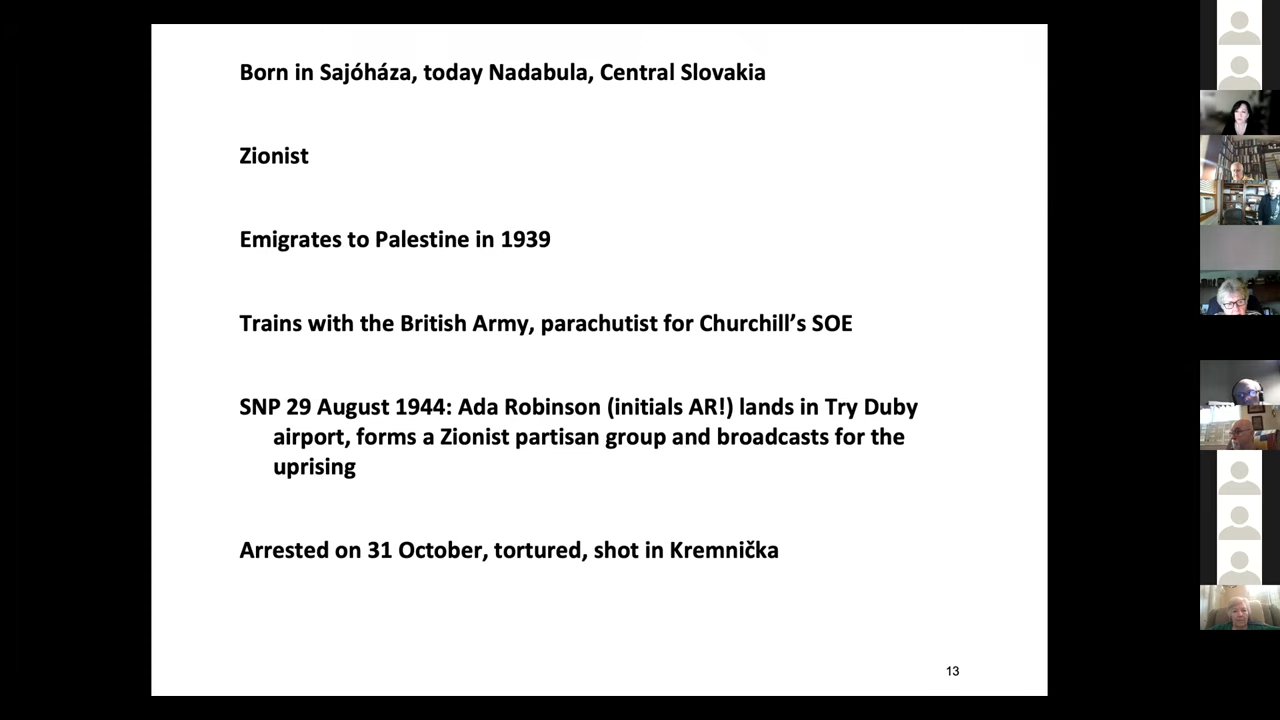 Born in Sajóháza, today Nadabula, Central Slovakia
Zionist
Emigrates to Palestine in 1939
Trains with the British Army, parachutist for Churchill’s SOE
SNP 29 August 1944: Ada Robinson (initials AR!) lands in Try Duby
airport, forms a Zionist partisan group and broadcasts for the
uprising
Arrested on 31 October, tortured, shot in Kremnička
13